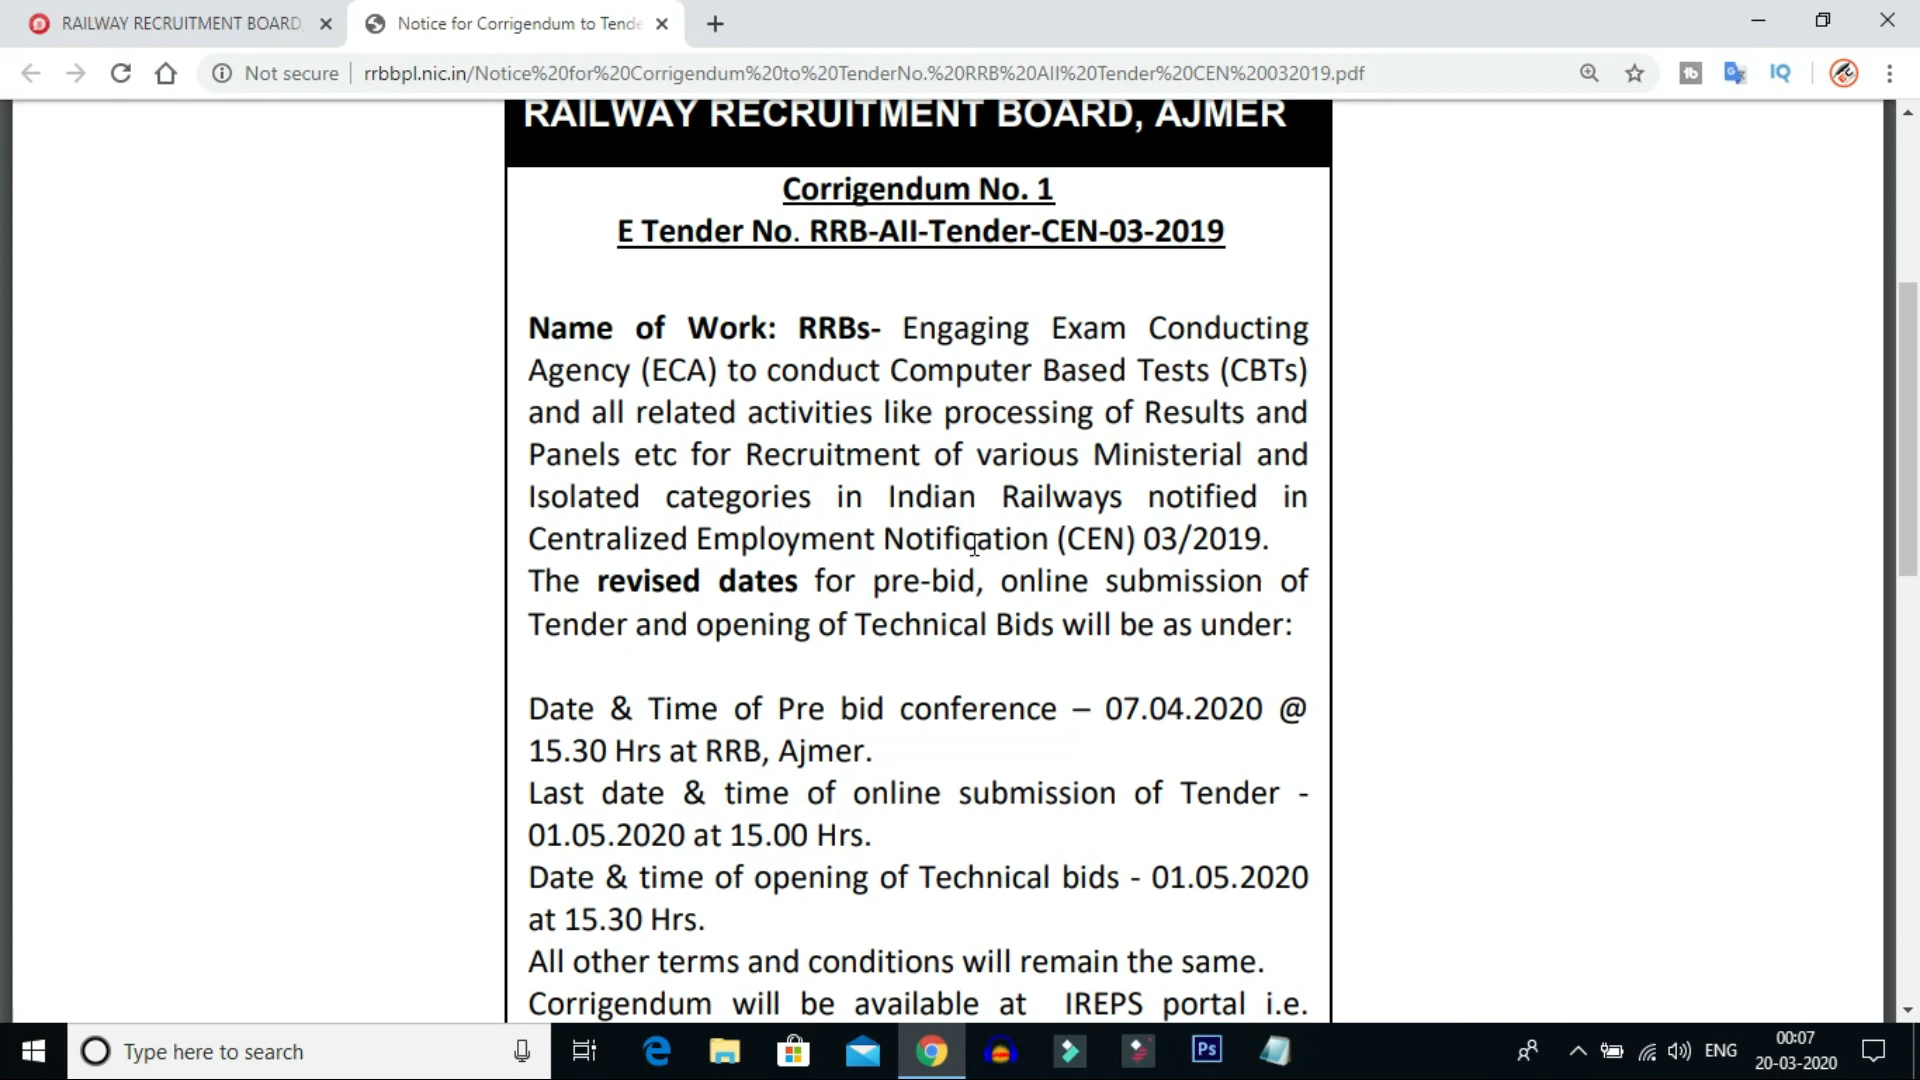 RAILWAY RECRUITMENT BOARD,
Notice for Corrigendum to Tende
Not secure
rrbbpl.nic.in/Notice%20for%20Corrigendum%20to%20TenderNo.%20RRB%20AII%20Tender%20CEN%20032019.pdf
RAILWAY RECRUITMENT BOARD, AJMER
Corrigendum No. 1
E Tender No. RRB-AII-Tender-CEN-03-2019
Name of Work: RRBs- Engaging Exam Conducting
Agency (ECA) to conduct Computer Based Tests (CBTs)
and all related activities like processing of Results and
Panels etc for Recruitment of various Ministerial and
Isolated categories in Indian Railways notified in
Centralized Employment Notification (CEN) 03/2019.
The revised dates for pre-bid, online submission of
Tender and opening of Technical Bids will be as under:
Date & Time of Pre bid conference – 07.04.2020 @
15.30 Hrs at RRB, Ajmer.
Last date & time of online submission of Tender -
01.05.2020 at 15.00 Hrs.
Date & time of opening of Technical bids - 01.05.2020
at 15.30 Hrs.
All other terms and conditions will remain the same.
Corrigendum will be available at IREPS portal i.e.
Type here to search
Ps
ENG
00:07
20-03-2020
IQ